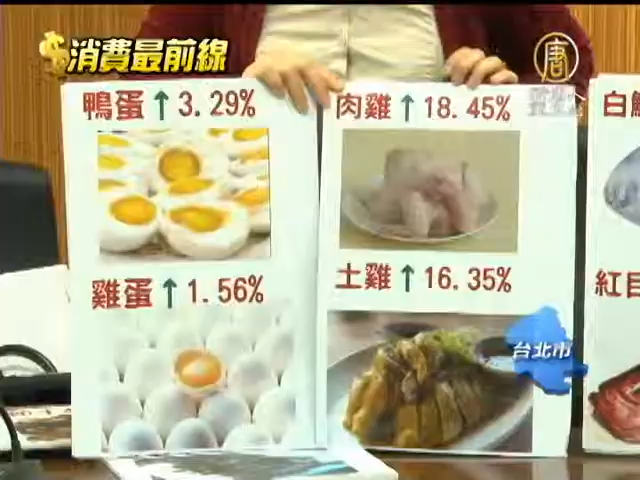 $消費最前線
唐
鴨蛋↑3.29%
肉雞↑18.45%
雞蛋↑1.56%
土雞↑16.35%
台北市